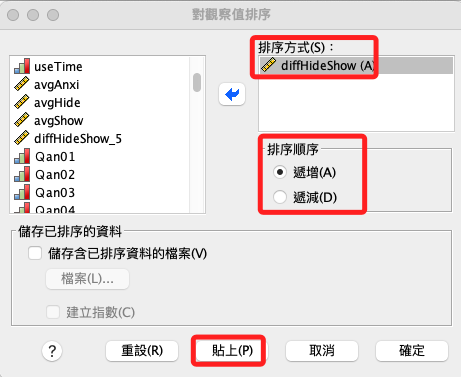 對觀察值排序
排序方式(S)：
useTime
avgAnxi
avgHide
avgShow
diffHideShow_5
Qan01
Qan02
Qan03
Qan04
diffHideShow (A)
排序順序
遞增(A)
遞減(D)
儲存已排序的資料
儲存含已排序資料的檔案(V)
檔案(L)...
建立指數(C)
?
重設(R)
貼上(P)
取消
確定